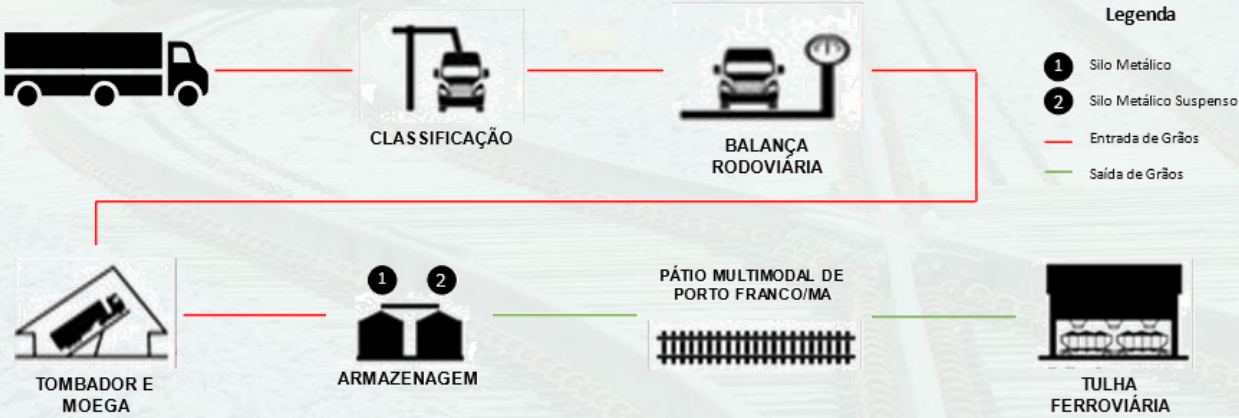 Legenda
1 Silo Metálico
2 Silo Metálico Suspenso
Entrada de Grãos
Saída de Grãos
CLASSIFICAÇÃO
BALANÇA
RODOVIÁRIA
1 2
PÁTIO MULTIMODAL DE
PORTO FRANCO/MA
TOMBADOR E
MOEGA
ARMAZENAGEM
TULHA
FERROVIÁRIA